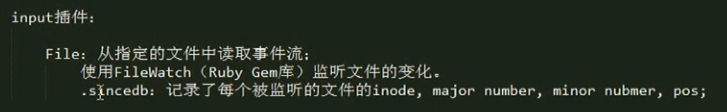 input插件：
File：从指定的文件中读取事件流；
使用FileWatch（Ruby Gem库）监听文件的变化。
.sincedb：记录了每个被监听的文件的inode, major number, minor nubmer, pos;